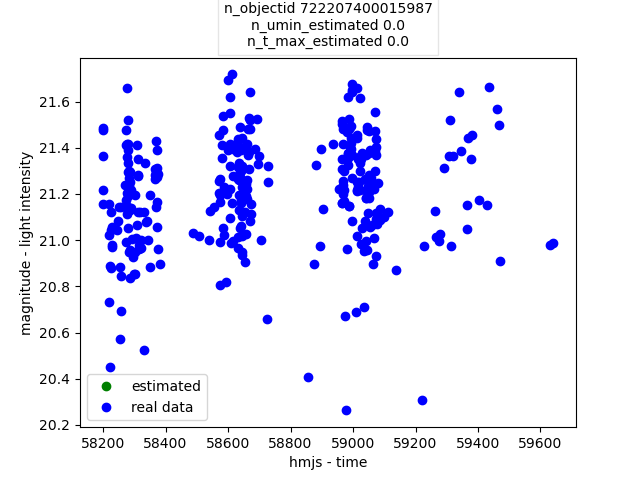 n_objectid 722207400015987
n_umin_estimated 0.0
n_t_max_estimated 0.0
magnitude - light intensity
21.6
21.4
21.2
21.0
20.8
20.6
20.4
20.2
estimated
real data
58200 58400 58600 58800 59000 59200 59400 59600
hmjs - time